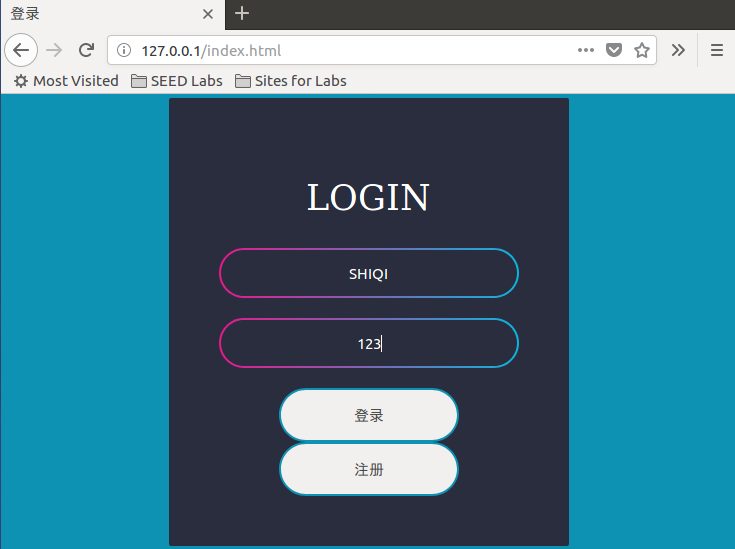 登录
127.0.0.1/index.html
Most Visited SEED Labs Sites for Labs
LOGIN
SHIQI
123
登录
注册